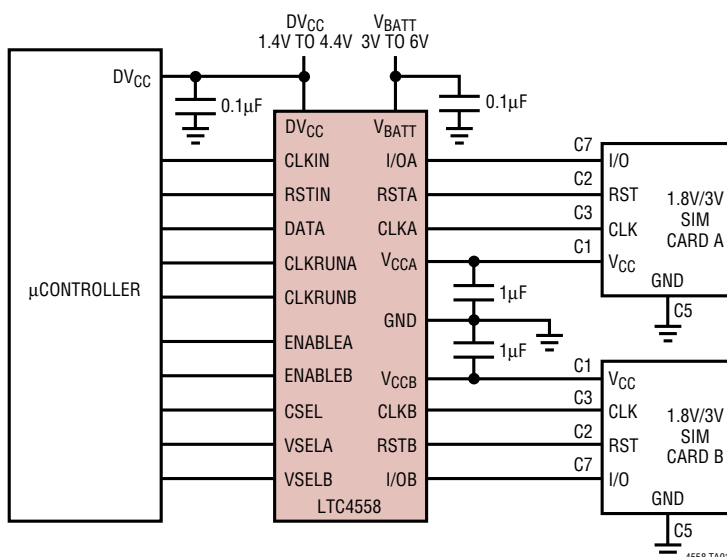 DVCC
1.4V TO 4.4V
VBATT
3V TO 6V
DVCC
0.1μF
0.1μF
DVCC
VBATT
CLKIN
I/OA
C7
I/O
RSTIN
RSTA
C2
RST
DATA
CLKA
C3
CLK
CLKRUNA
VCCA
C1
VCC
1.8V/3V
SIM
CARD A
GND
C5
μCONTROLLER
CLKRUNB
1μF
GND
ENABLEA
1μF
ENABLEB
VCCB
C1
VCC
CSEL
CLKB
C3
CLK
VSELA
RSTB
C2
RST
VSELB
I/OB
C7
I/O
1.8V/3V
SIM
CARD B
GND
C5
LTC4558